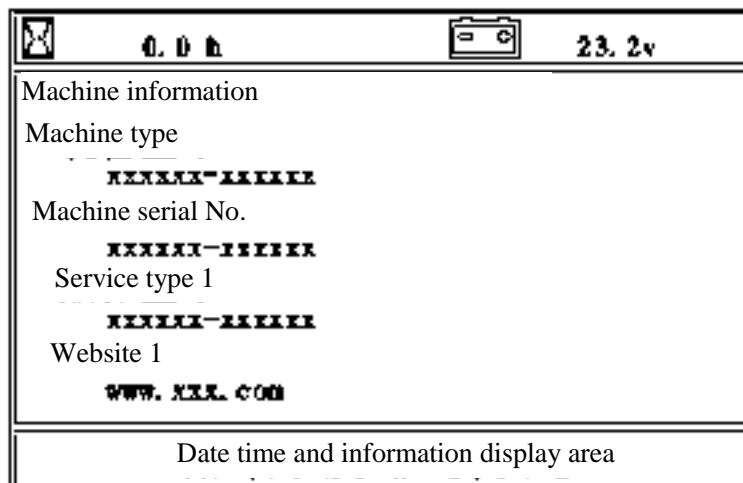 0.0 h 23.2v
Machine information
Machine type
xxxxxx-xxxxxx
Machine serial No.
xxxxxx-xxxxxx
Service type 1
xxxxxx-xxxxxx
Website 1
www.xxx.com
Date time and information display area